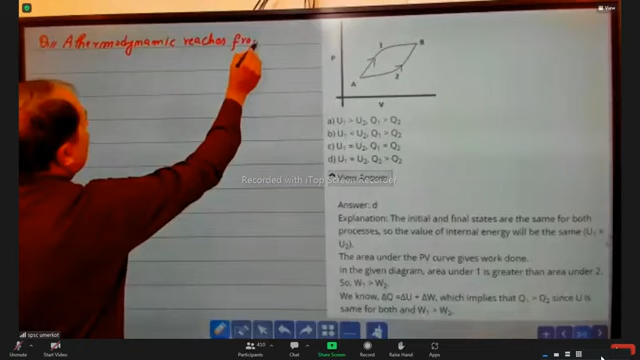 View
Q:: A thermodynamic reaches fro
1
B
P
A
2
V
a) U₁ > U₂, Q₁ > Q₂
b) U₁ < U₂, Q₁ > Q₂
c) U₁ = U₂, Q₁ = Q₂
d) U₁ = U₂, Q₁ > Q₂
View Answer
Recorded with iTop Screen Recorder
Answer: d
Explanation: The initial and final states are the same for both
processes, so the value of internal energy will be the same (U₁ =
U₂).
The area under the PV curve gives work done.
In the given diagram, area under 1 is greater than area under 2.
So, W₁ > W₂.
We know, ΔQ =ΔU + ΔW, which implies that Q₁ > Q₂ since U is
same for both and W₁ > W₂.
spsc umerkot
Mute
Start Video
Participants
Chat
Share Screen
Record
Raise Hand
Apps